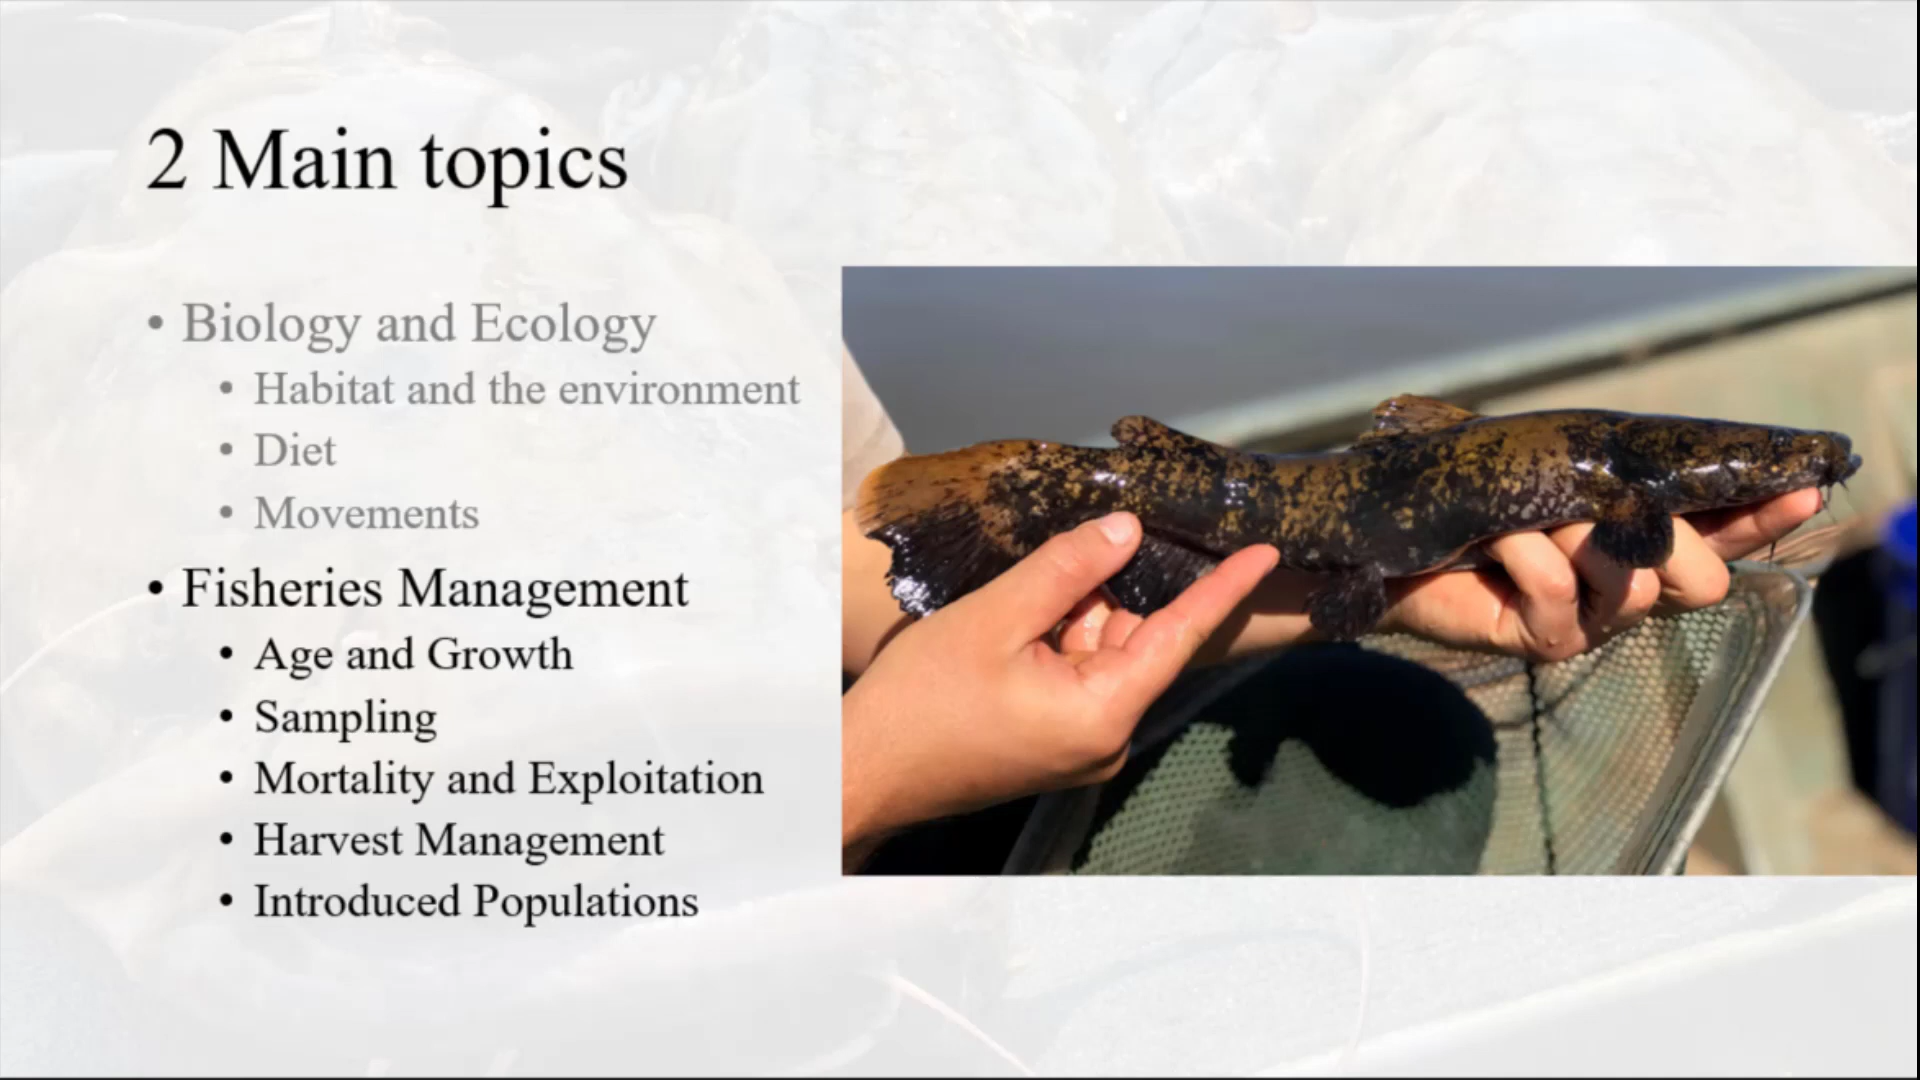 2 Main topics
• Biology and Ecology
• Habitat and the environment
• Diet
• Movements
• Fisheries Management
• Age and Growth
• Sampling
• Mortality and Exploitation
• Harvest Management
• Introduced Populations